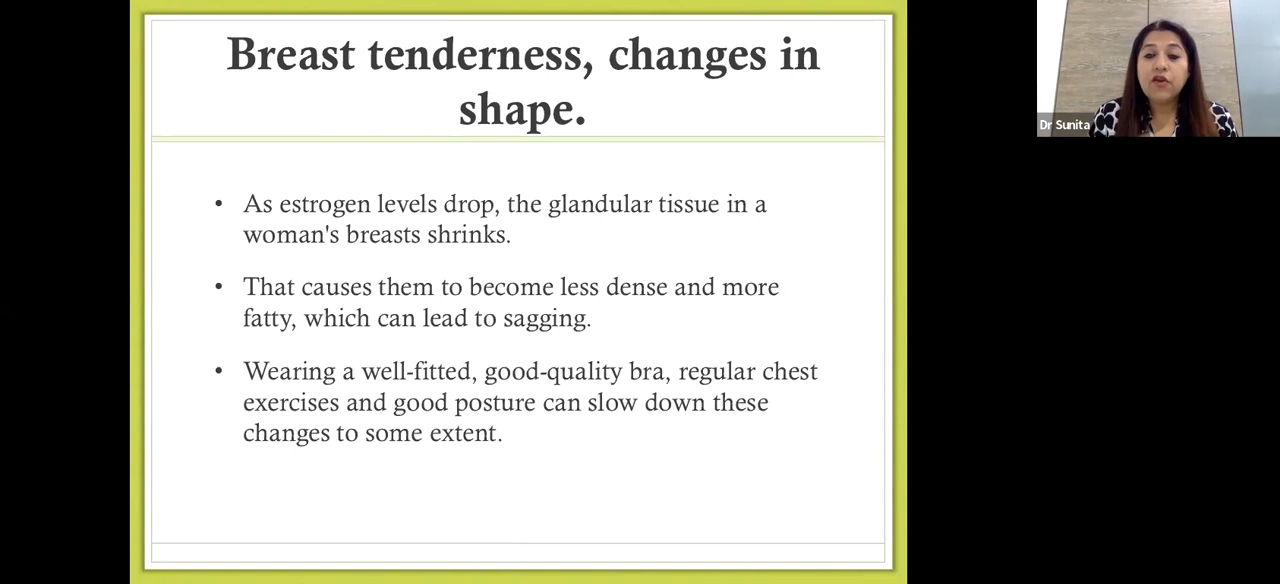 Breast tenderness, changes in
shape.
• As estrogen levels drop, the glandular tissue in a
woman's breasts shrinks.
• That causes them to become less dense and more
fatty, which can lead to sagging.
• Wearing a well-fitted, good-quality bra, regular chest
exercises and good posture can slow down these
changes to some extent.
Dr Sunita